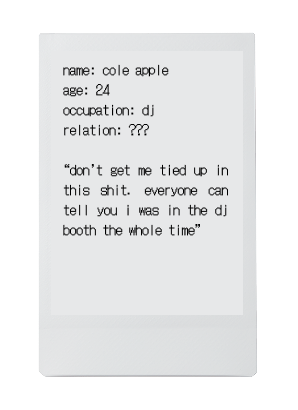 name: cole apple
age: 24
occupation: dj
relation: ???
“don't get me tied up in
this shit. everyone can
tell you i was in the dj
booth the whole time”